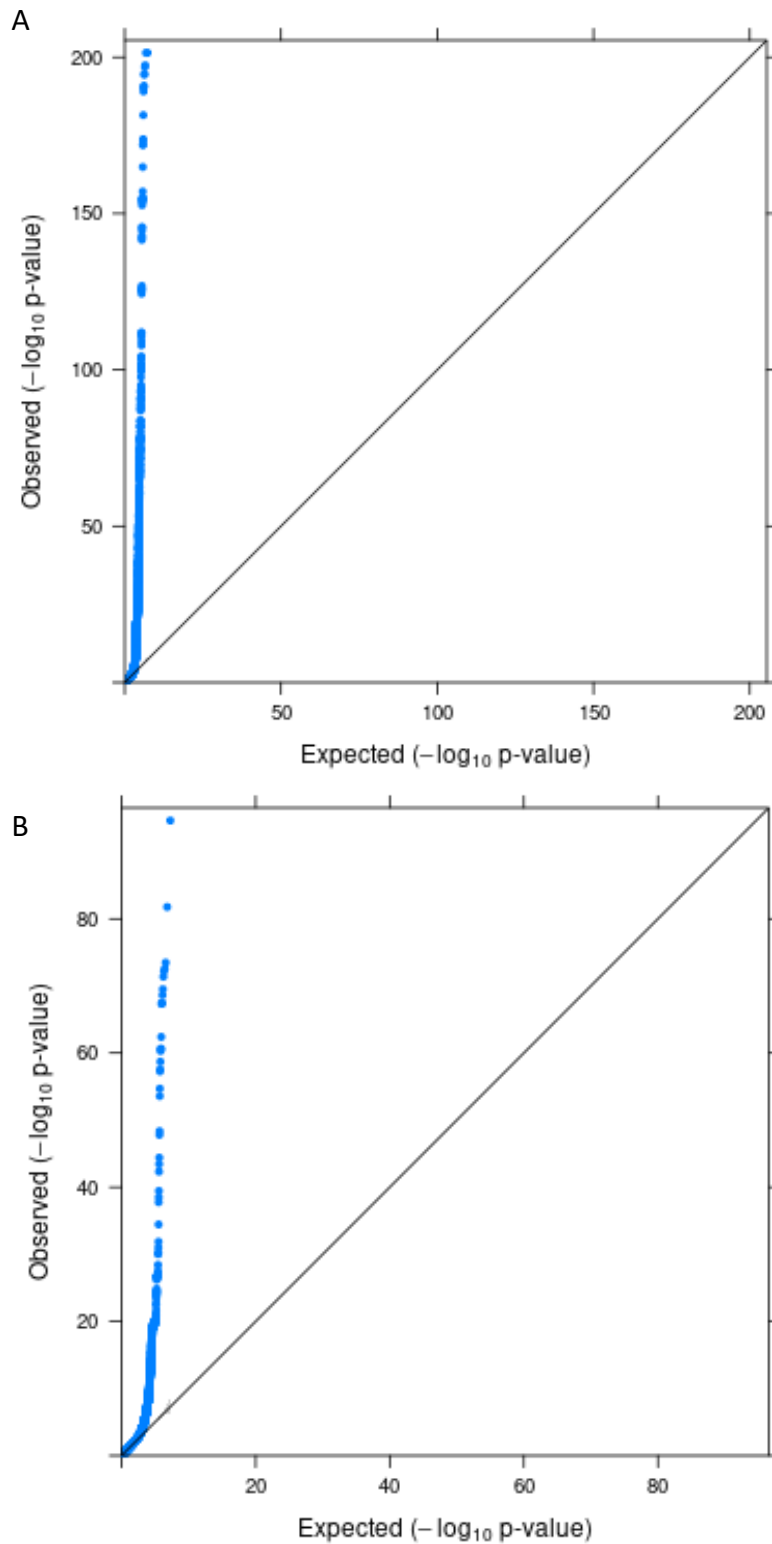 A
200
150
100
50
Observed (−log₁₀ p-value)
50 100 150 200
Expected (−log₁₀ p-value)
B
80
60
40
20
Observed (−log₁₀ p-value)
20 40 60 80
Expected (−log₁₀ p-value)